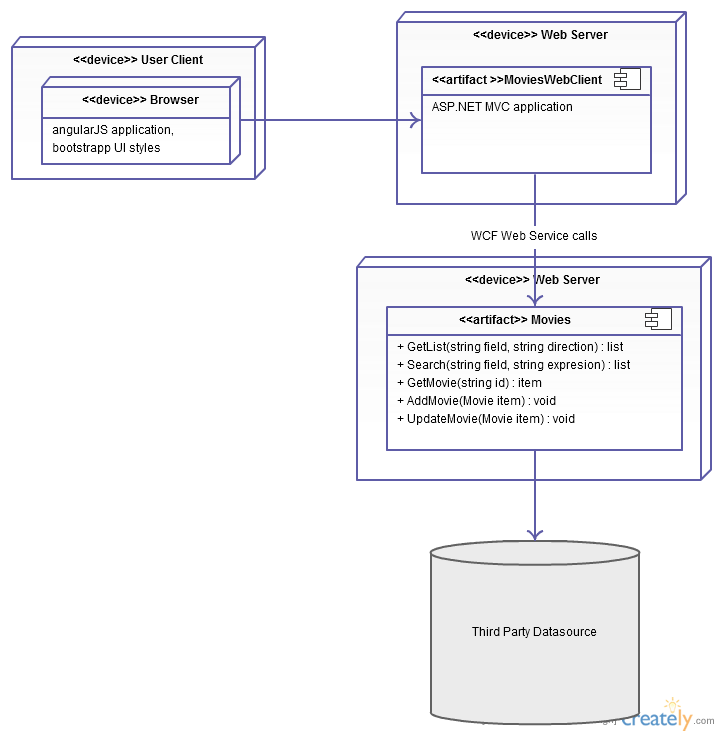 <<device>> User Client
<<device>> Browser
angularJS application,
bootstrapp UI styles
<<device>> Web Server
<<artifact >>MoviesWebClient
ASP.NET MVC application
WCF Web Service calls
<<device>> Web Server
<<artifact>> Movies
+ GetList(string field, string direction) : list
+ Search(string field, string expresion) : list
+ GetMovie(string id) : item
+ AddMovie(Movie item) : void
+ UpdateMovie(Movie item) : void
Third Party Datasource
creately.com